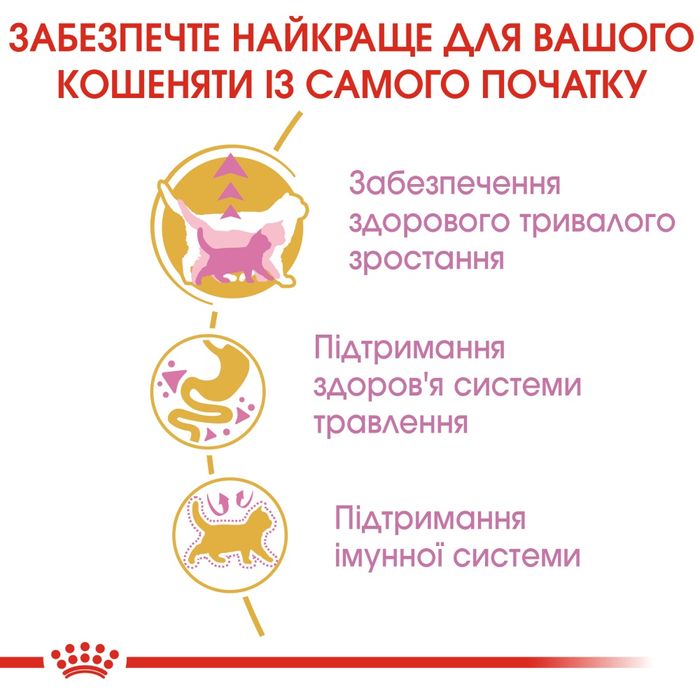 ЗАБЕЗПЕЧТЕ НАЙКРАЩЕ ДЛЯ ВАШОГО
КОШЕНЯТИ ІЗ САМОГО ПОЧАТКУ
Забезпечення
здорового тривалого
зростання
Підтримання
здоров'я системи
травлення
Підтримання
імунної системи